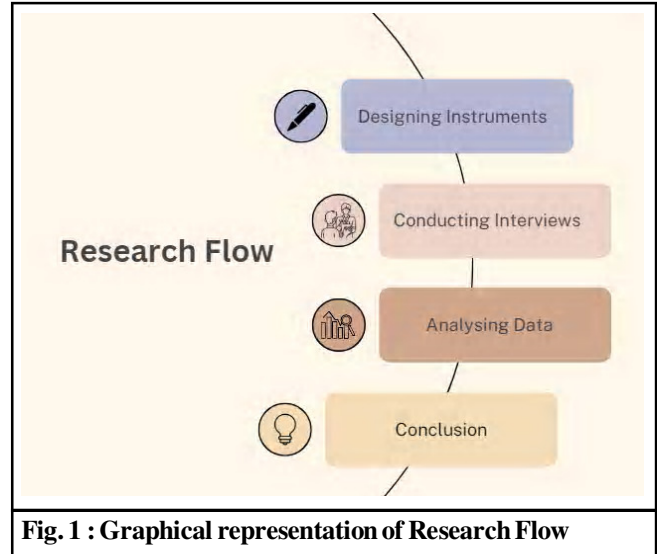 Designing Instruments
Conducting Interviews
Research Flow
Analysing Data
Conclusion
Fig. 1 : Graphical representation of Research Flow